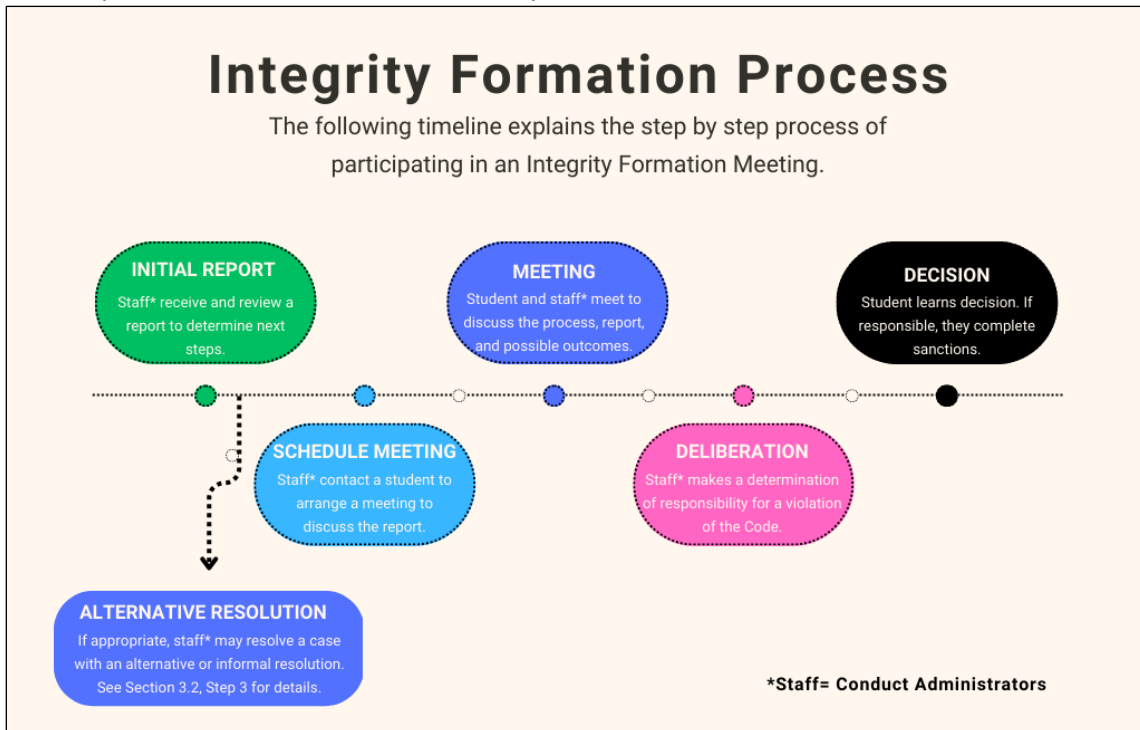 Integrity Formation Process
The following timeline explains the step by step process of
participating in an Integrity Formation Meeting.
INITIAL REPORT
Staff* receive and review a
report to determine next
steps.
MEETING
Student and staff* meet to
discuss the process, report,
and possible outcomes.
DECISION
Student learns decision. If
responsible, they complete
sanctions.
SCHEDULE MEETING
Staff* contact a student to
arrange a meeting to
discuss the report.
DELIBERATION
Staff* makes a determination
of responsibility for a violation
of the Code.
ALTERNATIVE RESOLUTION
If appropriate, staff* may resolve a case
with an alternative or informal resolution.
See Section 3.2, Step 3 for details.
*Staff= Conduct Administrators